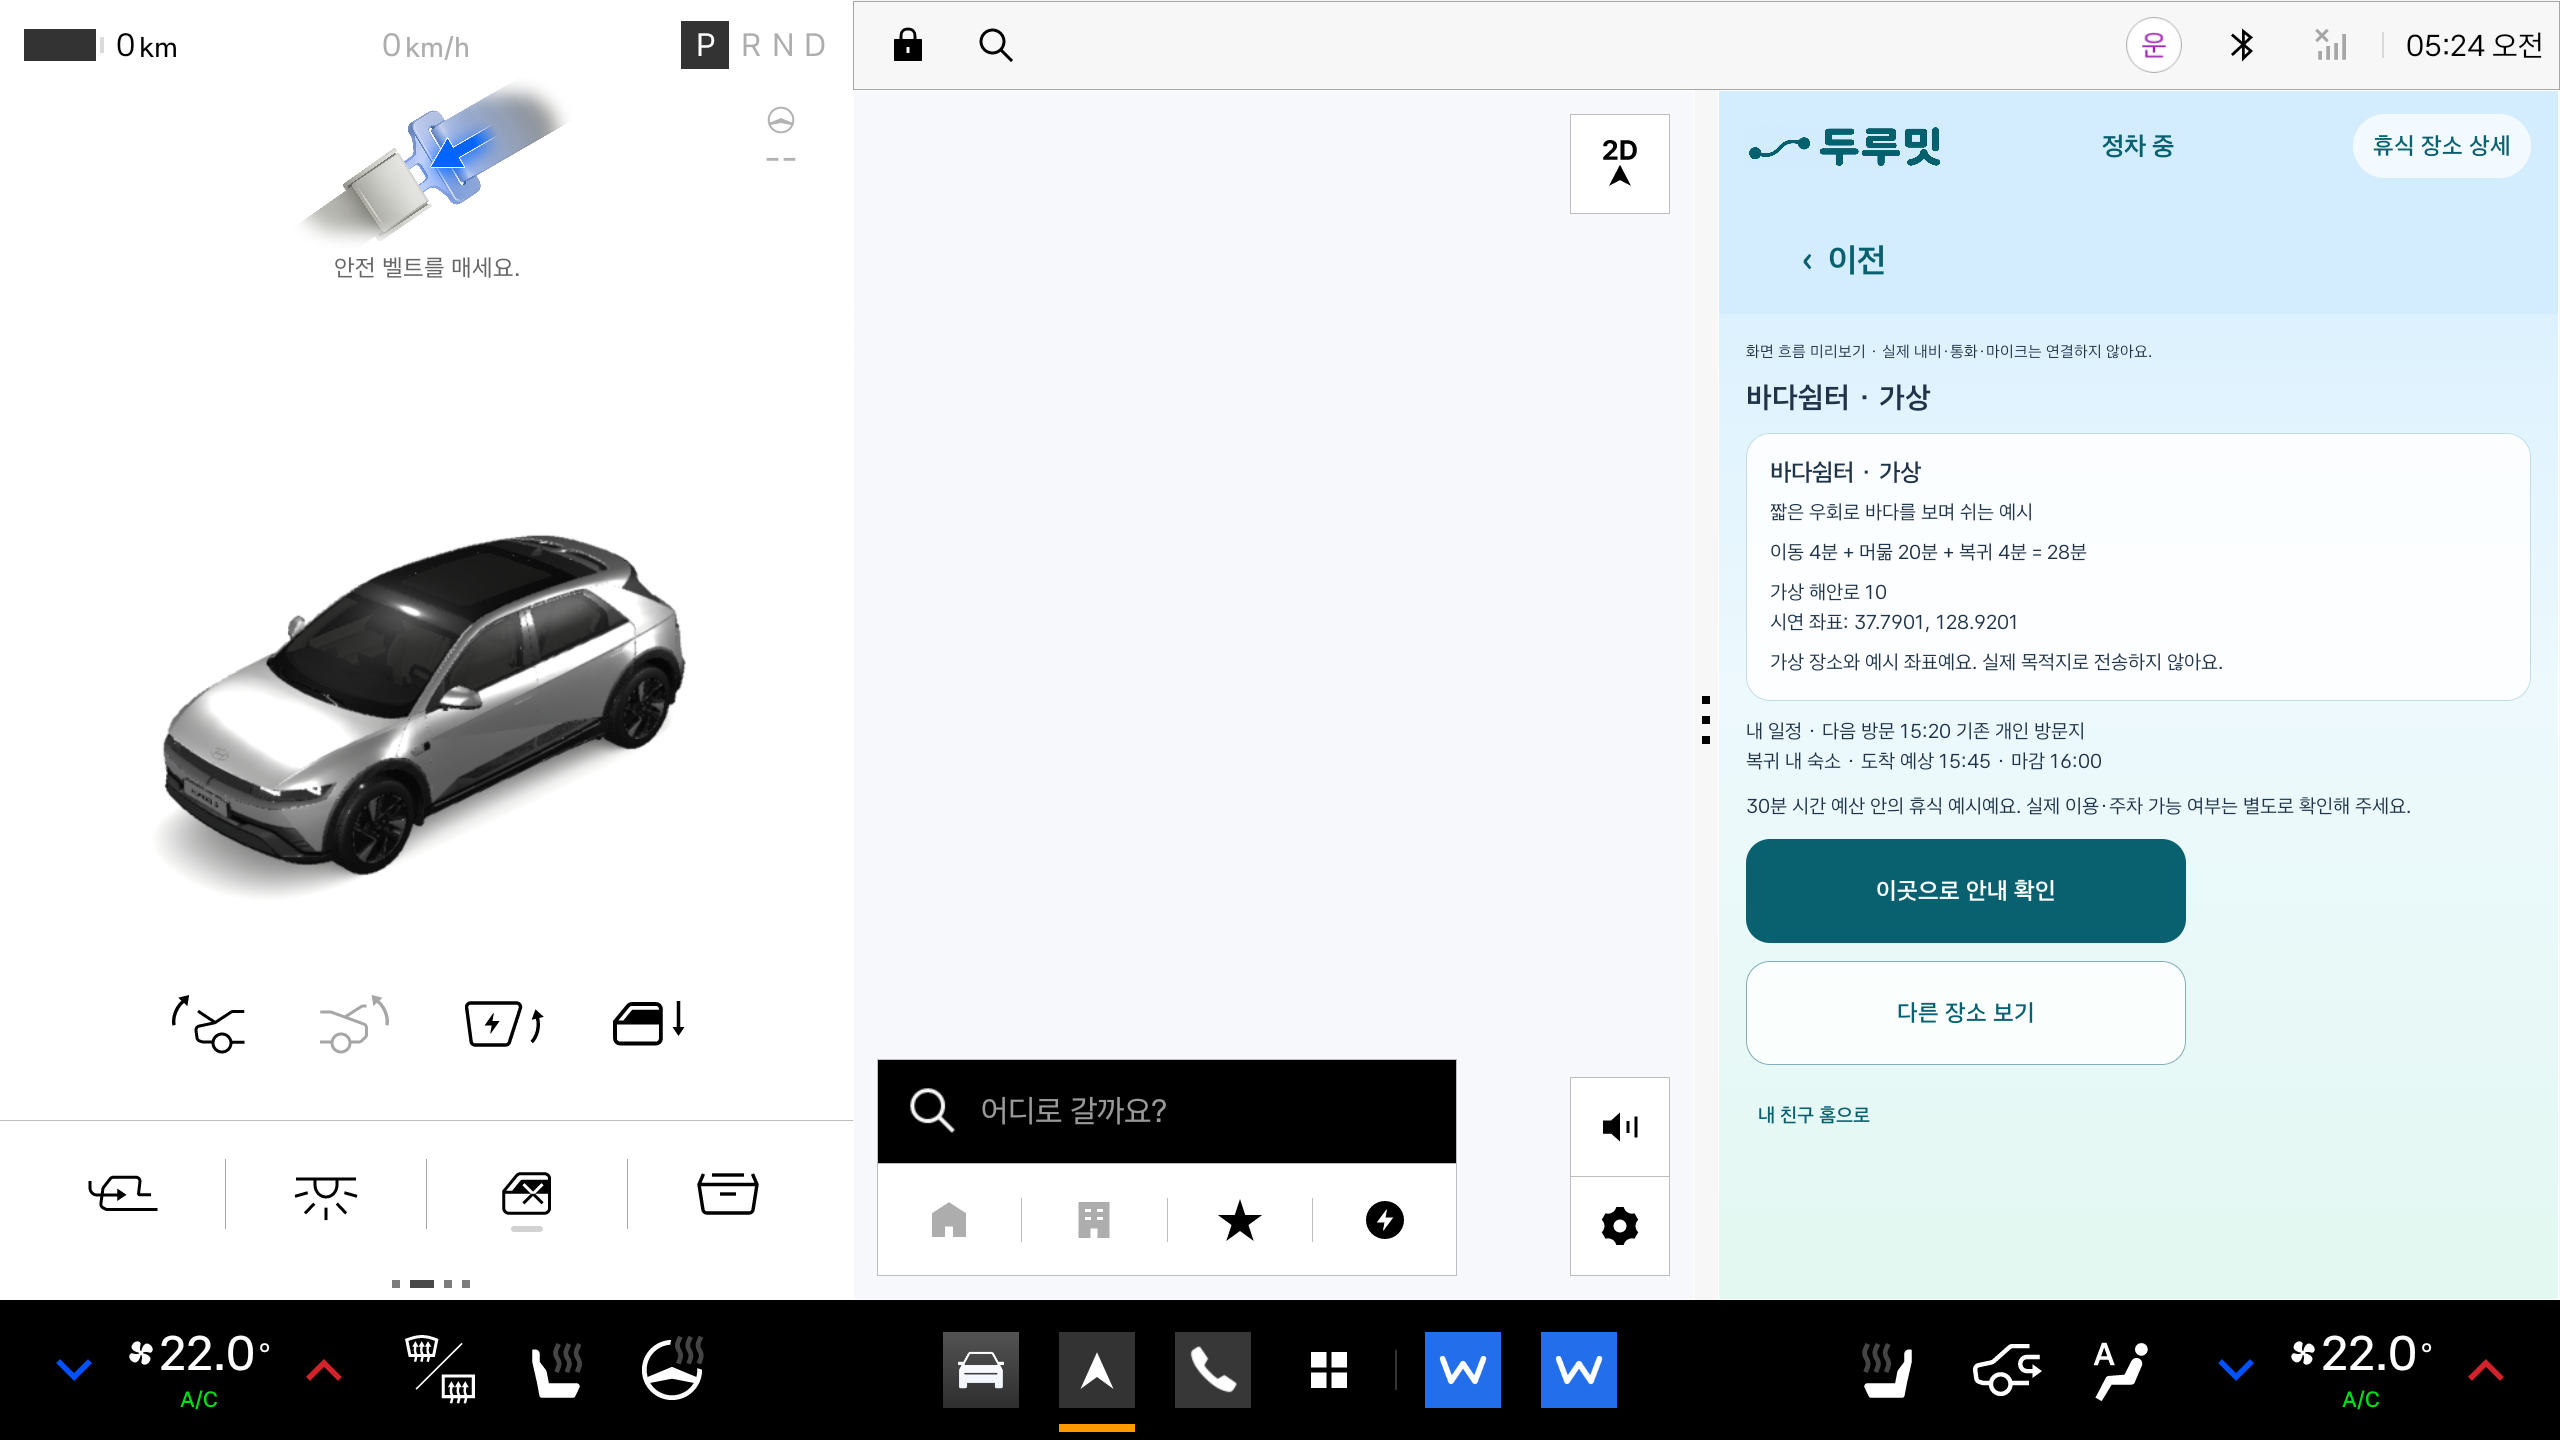 0 km
0 km/h
P R N D
안전 벨트를 매세요.
운
05:24 오전
2D
어디로 갈까요?
두루밋
정차 중
휴식 장소 상세
‹ 이전
화면 흐름 미리보기 · 실제 내비·통화·마이크는 연결하지 않아요.
바다쉼터 · 가상
바다쉼터 · 가상
짧은 우회로 바다를 보며 쉬는 예시
이동 4분 + 머묾 20분 + 복귀 4분 = 28분
가상 해안로 10
시연 좌표: 37.7901, 128.9201
가상 장소와 예시 좌표예요. 실제 목적지로 전송하지 않아요.
내 일정 · 다음 방문 15:20 기존 개인 방문지
복귀 내 숙소 · 도착 예상 15:45 · 마감 16:00
30분 시간 예산 안의 휴식 예시예요. 실제 이용·주차 가능 여부는 별도로 확인해 주세요.
이곳으로 안내 확인
다른 장소 보기
내 친구 홈으로
22.0°
A/C
A
22.0°
A/C